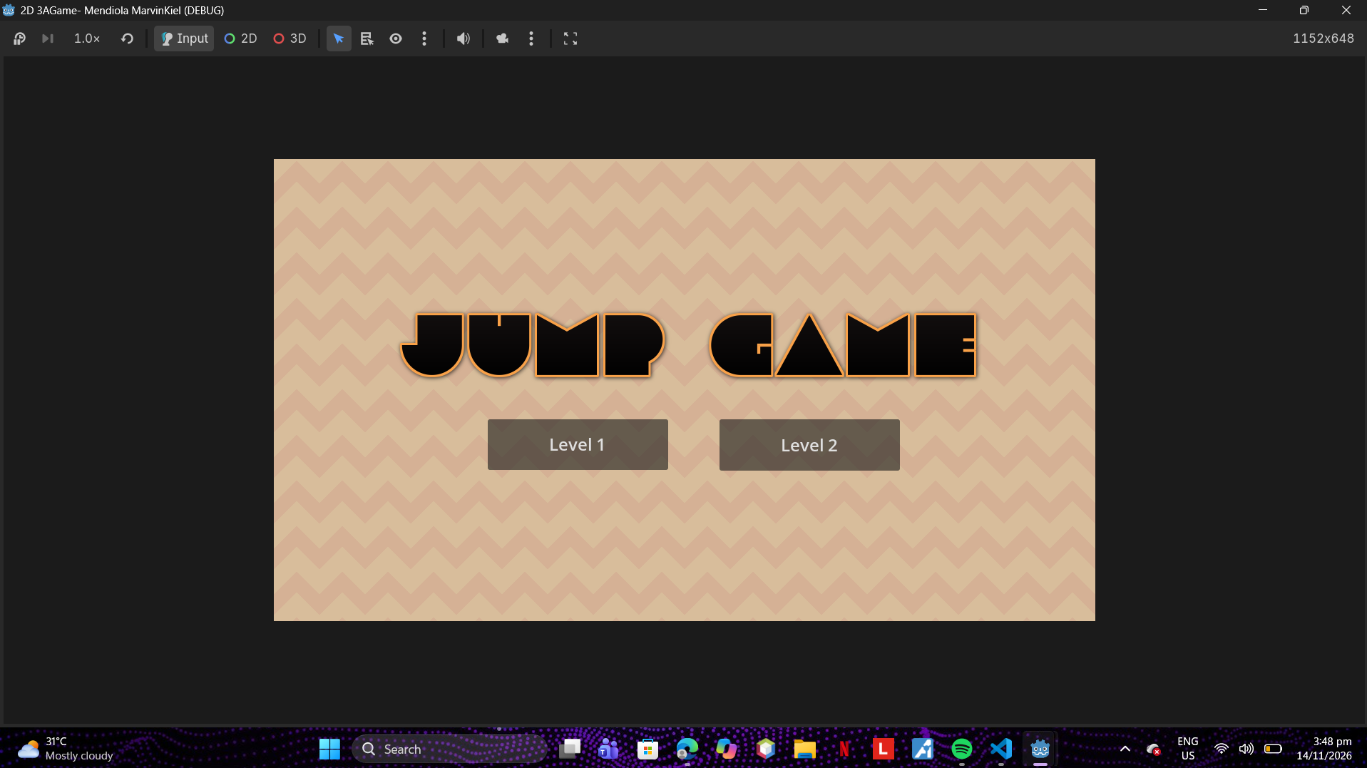 2D 3AGame- Mendiola MarvinKiel (DEBUG)
1.0× Input 2D 3D 1152x648
JUMP GAME
Level 1 Level 2
31°C
Mostly cloudy
Search
N
L
ENG
US
3:48 pm
14/11/2026